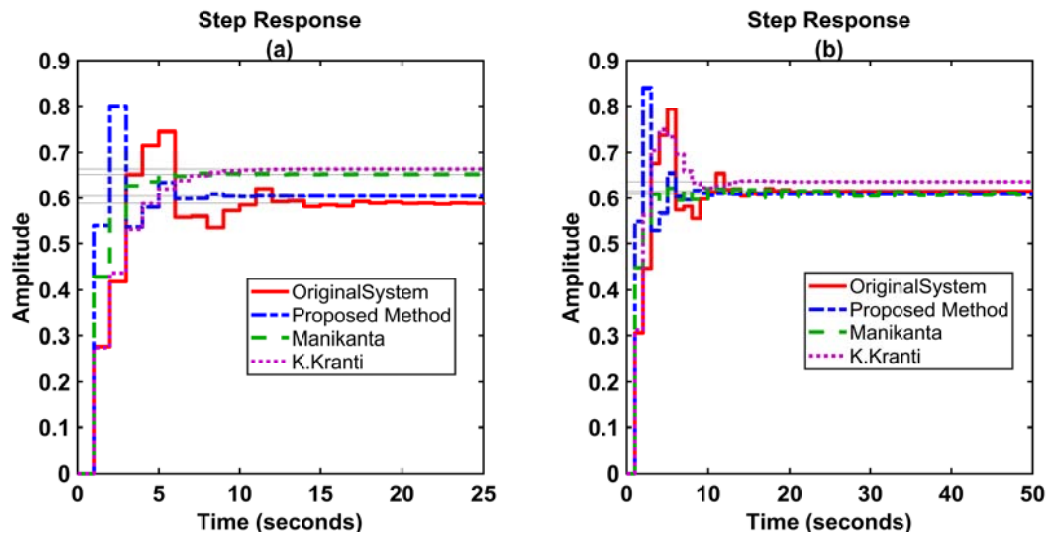 Step Response
(a)
0.9
0.8
0.7
0.6
0.5
0.4
0.3
0.2
0.1
0
Amplitude
OriginalSystem
Proposed Method
Manikanta
K.Kranti
0 5 10 15 20 25
Time (seconds)
Step Response
(b)
0.9
0.8
0.7
0.6
0.5
0.4
0.3
0.2
0.1
0
Amplitude
OriginalSystem
Propcsed Method
Manikanta
K.Kranti
0 10 20 30 40 50
Time (seconds)